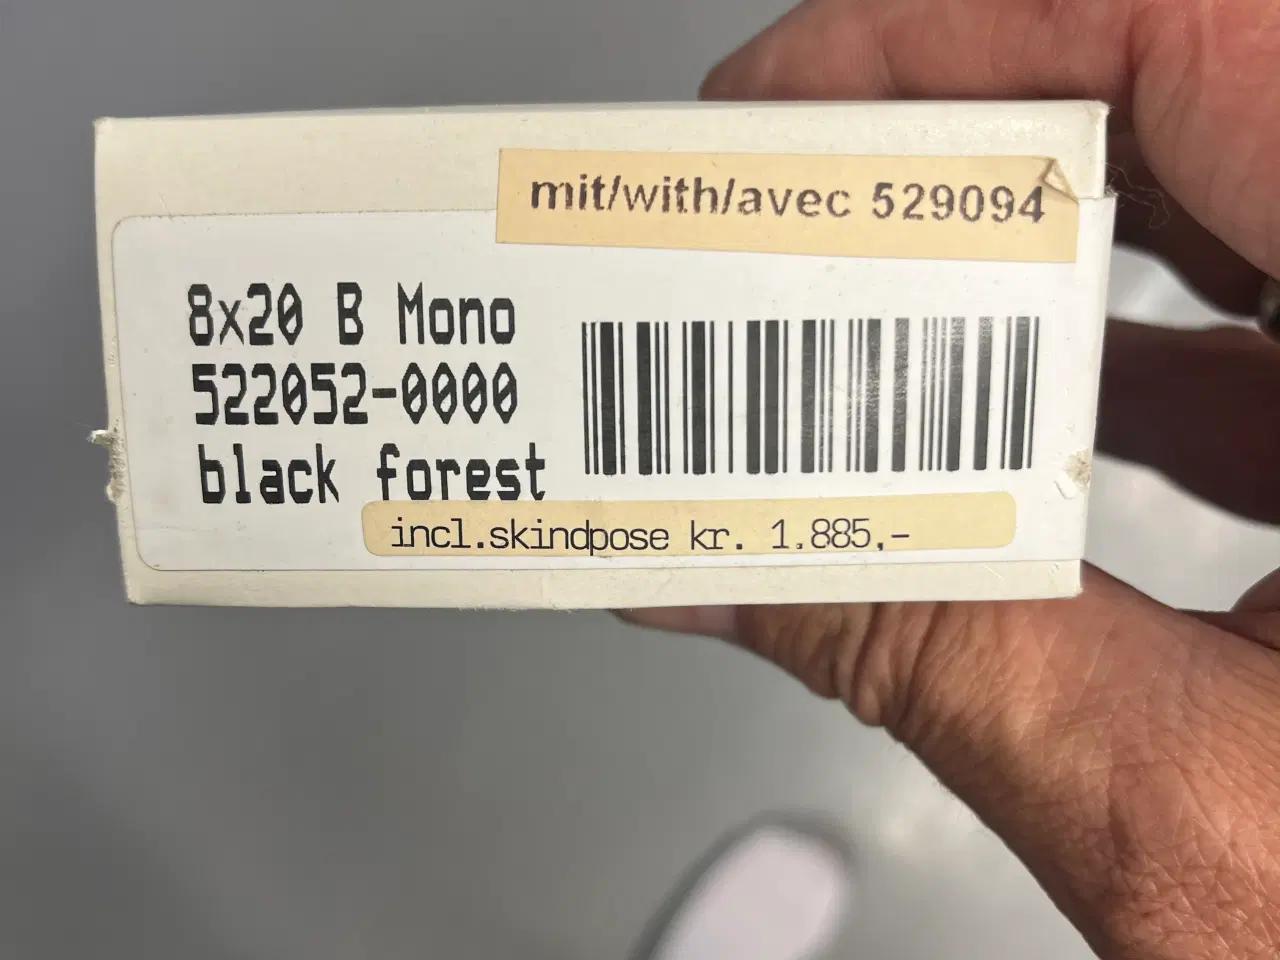 mit/with/avec 529094
8x20 B Mono
522052-0000
black forest
incl.skindpose kr. 1.885,-